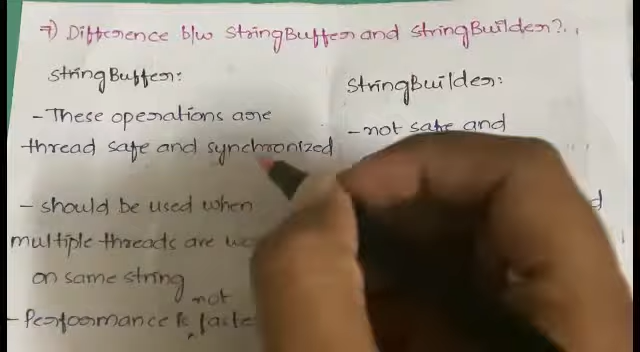 7) Difference b/w StringBuffer and StringBuilder?
StringBuffer:
- These operations are
thread safe and synchronized
- should be used when
multiple threads are
on same string
- Performance is not
StringBuilder:
- not safe and